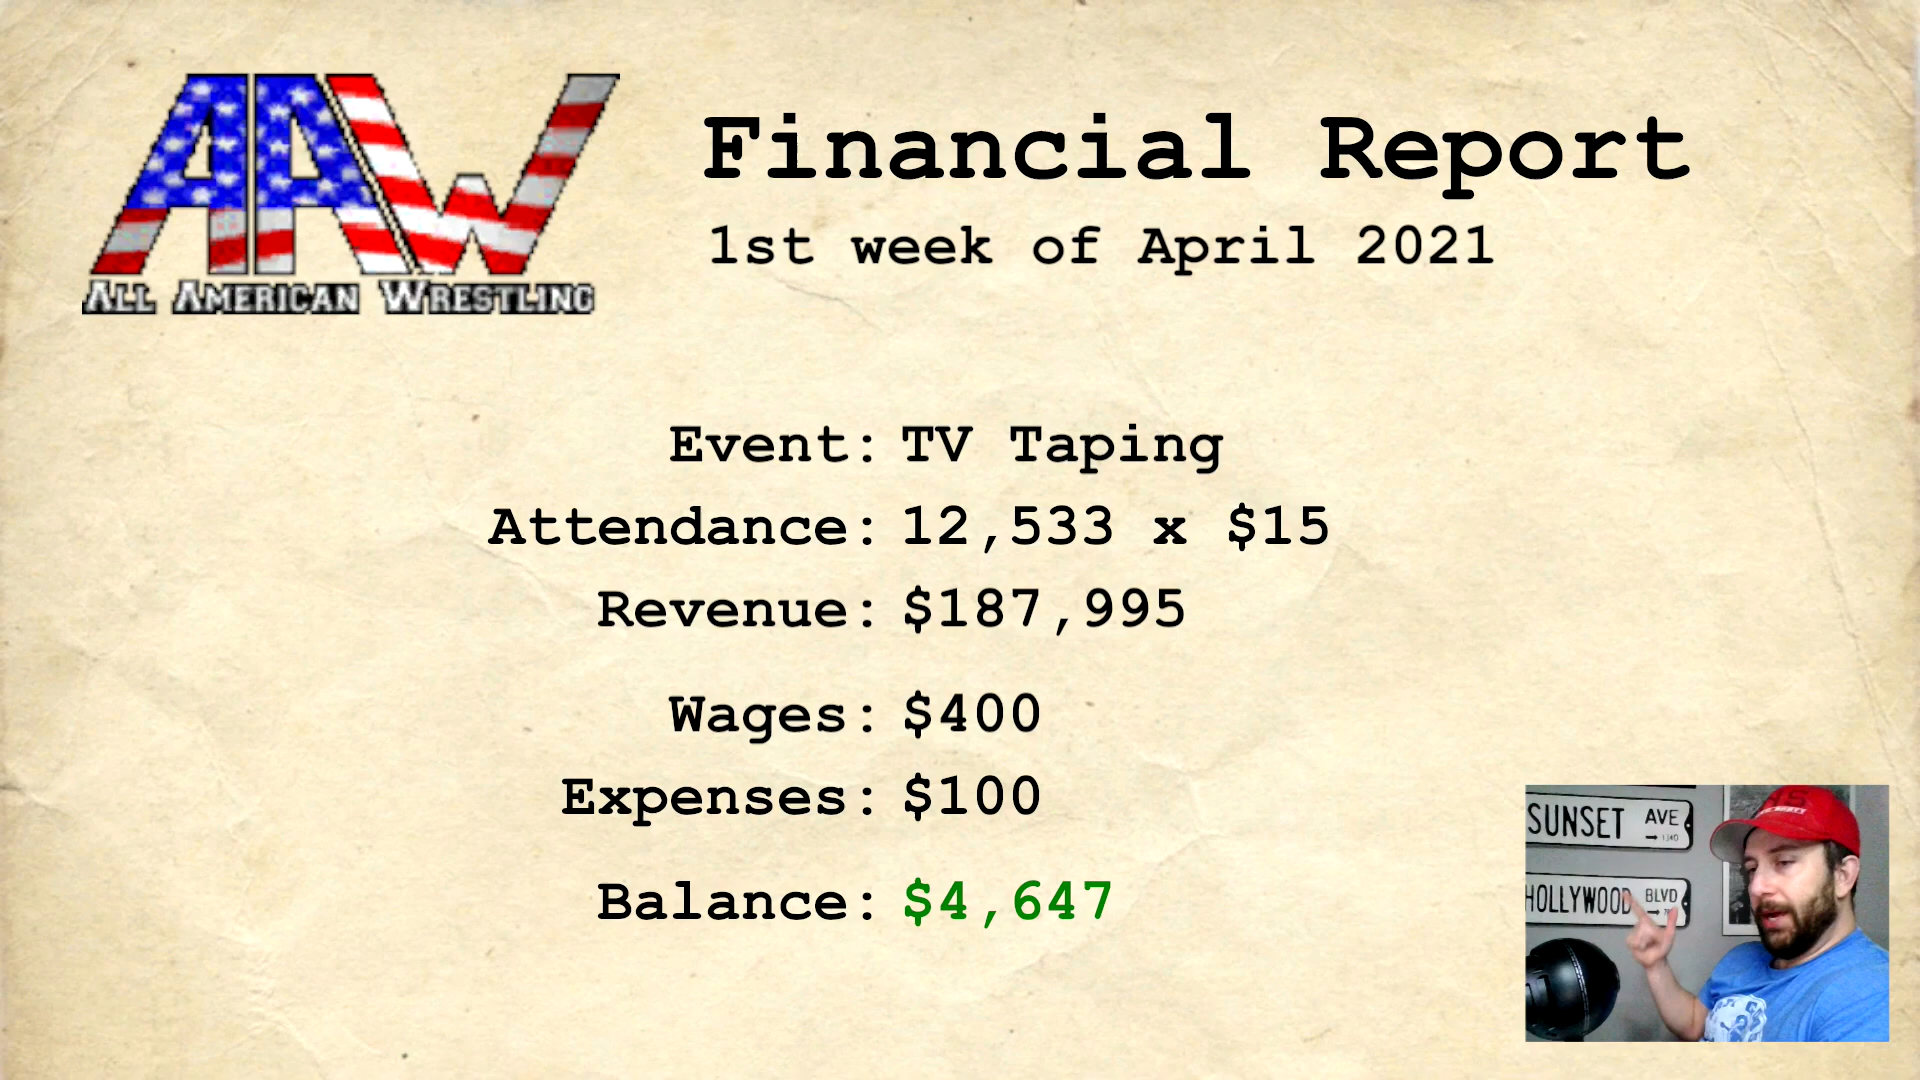 AAW
ALL AMERICAN WRESTLING
Financial Report
1st week of April 2021
Event: TV Taping
Attendance: 12,533 x $15
Revenue: $187,995
Wages: $400
Expenses: $100
Balance: $4,647
SUNSET AVE
HOLLYWOOD BLVD